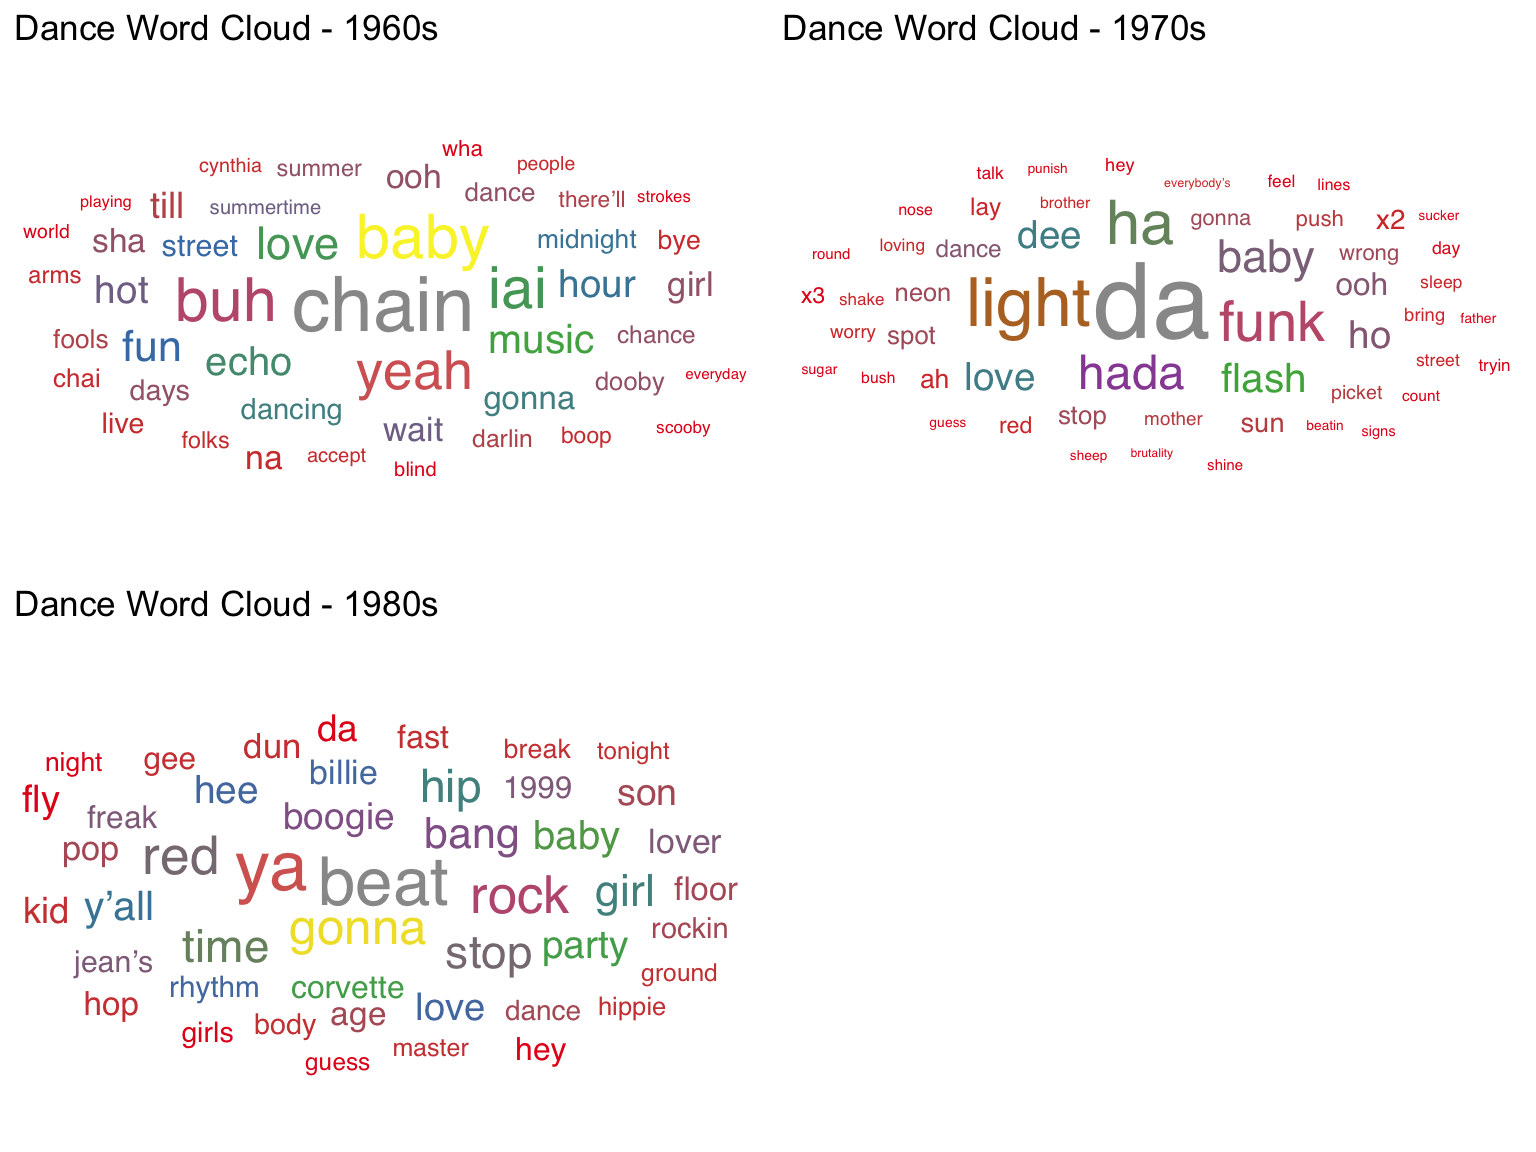 Dance Word Cloud - 1960s
wha
cynthia summer ooh people
playing till summertime dance there'll strokes
world sha street love baby midnight bye
arms hot buh chain iai hour girl
fools fun echo yeah music chance
chai days dooby everyday
live dancing wait gonna
folks na accept blind darlin boop scooby
Dance Word Cloud - 1970s
talk punish hey everybody's feel lines
nose lay brother ha gonna push x2 sucker
round loving dance dee baby wrong day
x3 shake neon light da ooh sleep
worry spot funk ho bring father
sugar bush ah love hada flash street tryin
picket count
guess red stop mother sun beatin signs
sheep brutality shine
Dance Word Cloud - 1980s
da
night gee dun fast break tonight
fly hee billie hip 1999 son
freak boogie bang baby lover
pop red ya beat rock girl floor
kid y'all gonna rockin
jean's time stop party ground
hop rhythm corvette love dance hippie
girls body age
guess master hey